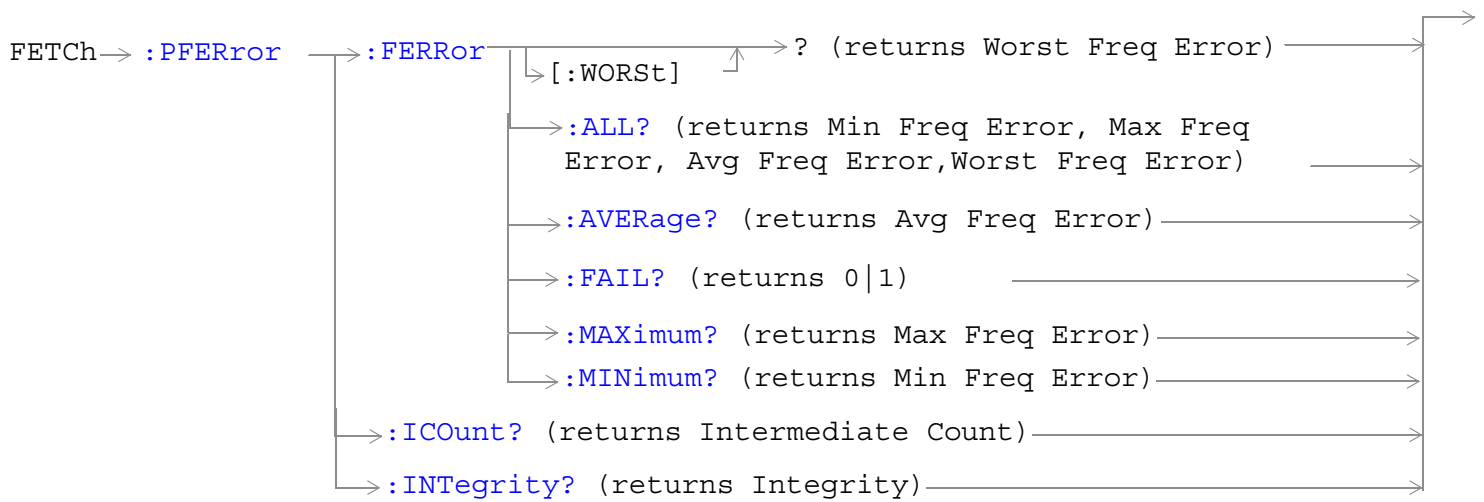 FETCh :PFERror :FERRor ? (returns Worst Freq Error)
[:WORSt]
:ALL? (returns Min Freq Error, Max Freq
Error, Avg Freq Error,Worst Freq Error)
:AVERage? (returns Avg Freq Error)
:FAIL? (returns 0|1)
:MAXimum? (returns Max Freq Error)
:MINimum? (returns Min Freq Error)
:ICOunt? (returns Intermediate Count)
:INTegrity? (returns Integrity)